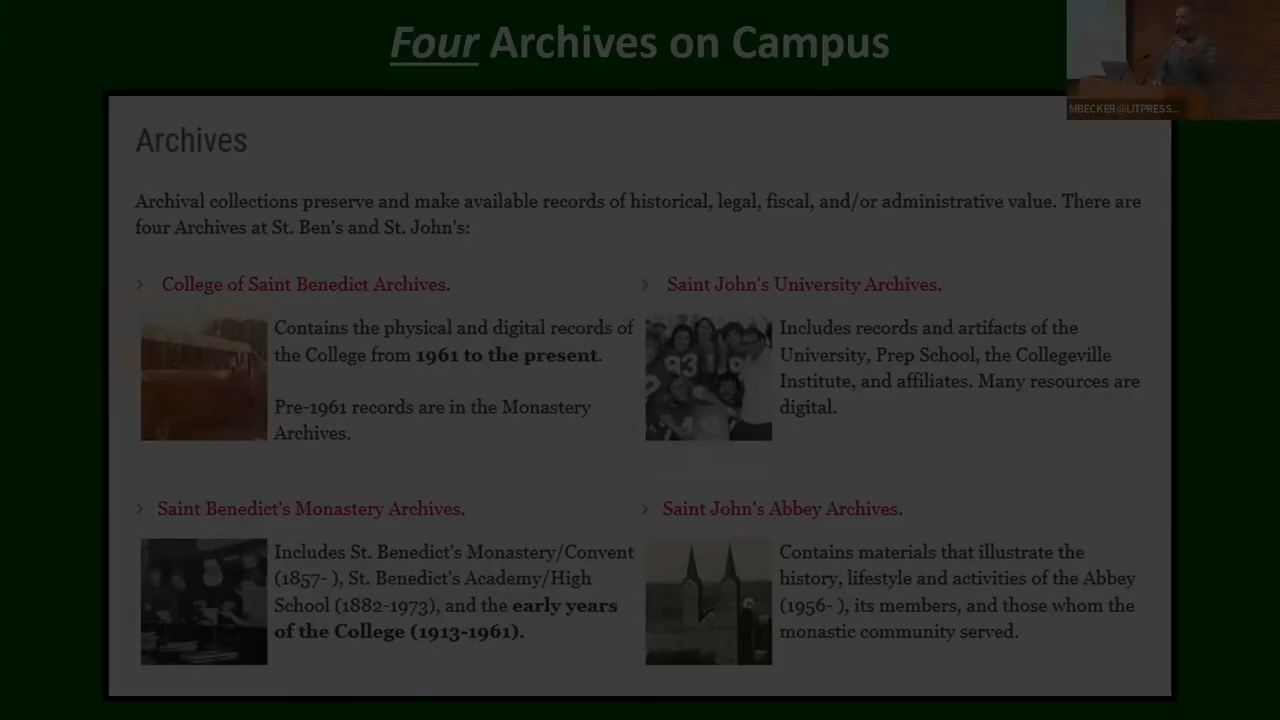 Four Archives on Campus
MBECKER@LITPRESS...
Archives
Archival collections preserve and make available records of historical, legal, fiscal, and/or administrative value. There are
four Archives at St. Ben's and St. John's:
> College of Saint Benedict Archives.
Contains the physical and digital records of
the College from 1961 to the present.
Pre-1961 records are in the Monastery
Archives.
> Saint John's University Archives.
Includes records and artifacts of the
University, Prep School, the Collegeville
Institute, and affiliates. Many resources are
digital.
93
> Saint Benedict's Monastery Archives.
Includes St. Benedict's Monastery/Convent
(1857- ), St. Benedict's Academy/High
School (1882-1973), and the early years
of the College (1913-1961).
> Saint John's Abbey Archives.
Contains materials that illustrate the
history, lifestyle and activities of the Abbey
(1956- ), its members, and those whom the
monastic community served.